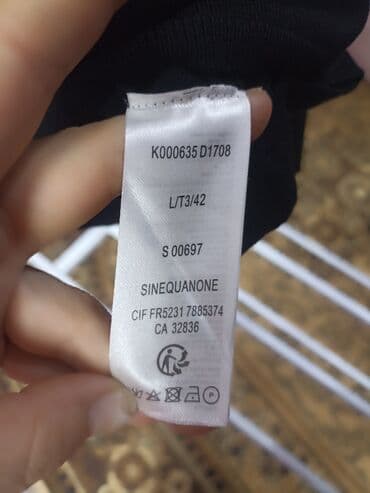 K000635 D1708
L/T3/42
S 00697
SINEQUANONE
CIF FR5231 7885374
CA 32836
P